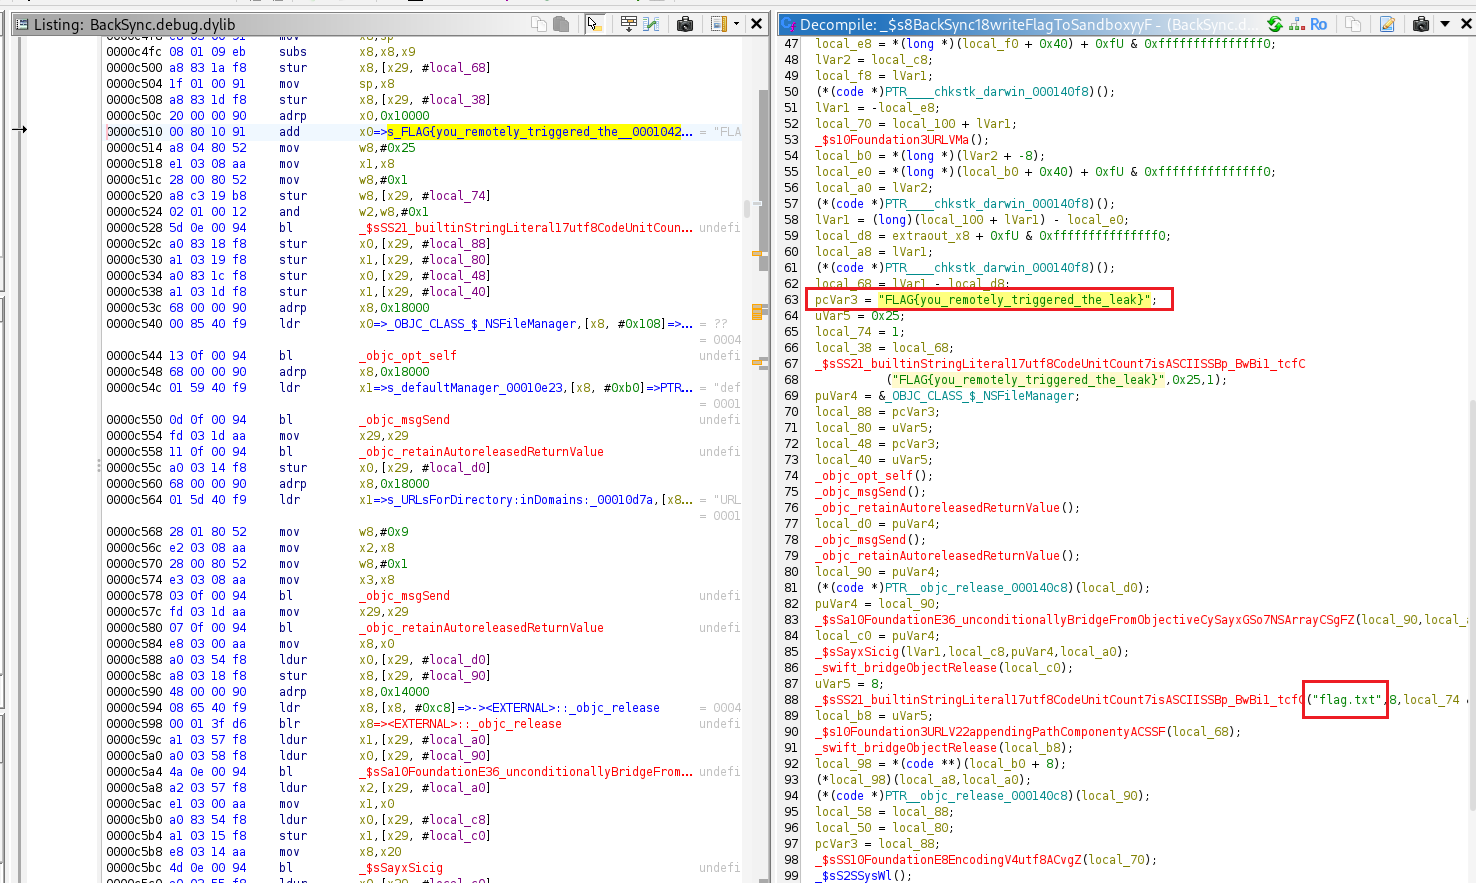 Listing: BackSync.debug.dylib
0000c4fc 08 01 09 eb subs x8,x8,x9
0000c500 a8 83 1a f8 stur x8,[x29, #local_68]
0000c504 1f 01 00 91 mov sp,x8
0000c508 a8 83 1d f8 stur x8,[x29, #local_38]
0000c50c 20 00 00 90 adrp x0,0x10000
0000c510 00 80 10 91 add x0=>s_FLAG{you_remotely_triggered_the__0001042... = "FLA
0000c514 a8 04 80 52 mov w8,#0x25
0000c518 e1 03 08 aa mov x1,x8
0000c51c 28 00 80 52 mov w8,#0x1
0000c520 a8 c3 19 b8 stur w8,[x29, #local_74]
0000c524 02 01 00 12 and w2,w8,#0x1
0000c528 5d 0e 00 94 bl _$sSS21_builtinStringLiteral17utf8CodeUnitCoun... undefi
0000c52c a0 83 18 f8 stur x0,[x29, #local_88]
0000c530 a1 03 19 f8 stur x1,[x29, #local_80]
0000c534 a0 83 1c f8 stur x0,[x29, #local_48]
0000c538 a1 03 1d f8 stur x1,[x29, #local_40]
0000c53c 68 00 00 90 adrp x8,0x18000
0000c540 00 85 40 f9 ldr x0=>_OBJC_CLASS_$_NSFileManager,[x8, #0x108]=>... = ??
= 0004
0000c544 13 0f 00 94 bl _objc_opt_self undefi
0000c548 68 00 00 90 adrp x8,0x18000
0000c54c 01 59 40 f9 ldr x1=>s_defaultManager_00010e23,[x8, #0xb0]=>PTR... = "def
= 0001
0000c550 0d 0f 00 94 bl _objc_msgSend undefi
0000c554 fd 03 1d aa mov x29,x29
0000c558 11 0f 00 94 bl _objc_retainAutoreleasedReturnValue undefi
0000c55c a0 03 14 f8 stur x0,[x29, #local_d0]
0000c560 68 00 00 90 adrp x8,0x18000
0000c564 01 5d 40 f9 ldr x1=>s_URLsForDirectory:inDomains:_00010d7a,[x8... = "URL
= 0001
0000c568 28 01 80 52 mov w8,#0x9
0000c56c e2 03 08 aa mov x2,x8
0000c570 28 00 80 52 mov w8,#0x1
0000c574 e3 03 08 aa mov x3,x8
0000c578 03 0f 00 94 bl _objc_msgSend undefi
0000c57c fd 03 1d aa mov x29,x29
0000c580 07 0f 00 94 bl _objc_retainAutoreleasedReturnValue undefi
0000c584 e8 03 00 aa mov x8,x0
0000c588 a0 03 54 f8 ldur x0,[x29, #local_d0]
0000c58c a8 03 18 f8 stur x8,[x29, #local_90]
0000c590 48 00 00 90 adrp x8,0x14000
0000c594 08 65 40 f9 ldr x8,[x8, #0xc8]=>-><EXTERNAL>::_objc_release = 0004
0000c598 00 01 3f d6 blr x8=><EXTERNAL>::_objc_release undefi
0000c59c a1 03 57 f8 ldur x1,[x29, #local_a0]
0000c5a0 a0 03 58 f8 ldur x0,[x29, #local_90]
0000c5a4 4a 0e 00 94 bl _$sSa10FoundationE36_unconditionallyBridgeFrom... undefi
0000c5a8 a2 03 57 f8 ldur x2,[x29, #local_a0]
0000c5ac e1 03 00 aa mov x1,x0
0000c5b0 a0 83 54 f8 ldur x0,[x29, #local_c8]
0000c5b4 a1 03 15 f8 stur x1,[x29, #local_c0]
0000c5b8 e8 03 14 aa mov x8,x20
0000c5bc 4d 0e 00 94 bl _$sSayxSicig undefi
Decompile: _$s8BackSync18writeFlagToSandboxyyF - (BackSync.d...
Ro
47 local_e8 = *(long *)(local_f0 + 0x40) + 0xfU & 0xfffffffffffffff0;
48 lVar2 = local_c8;
49 local_f8 = lVar1;
50 (*(code *)PTR____chkstk_darwin_000140f8)();
51 lVar1 = -local_e8;
52 local_70 = local_100 + lVar1;
53 _$s10Foundation3URLVMa();
54 local_b0 = *(long *)(lVar2 + -8);
55 local_e0 = *(long *)(local_b0 + 0x40) + 0xfU & 0xfffffffffffffff0;
56 local_a0 = lVar2;
57 (*(code *)PTR____chkstk_darwin_000140f8)();
58 lVar1 = (long)(local_100 + lVar1) - local_e0;
59 local_d8 = extraout_x8 + 0xfU & 0xfffffffffffffff0;
60 local_a8 = lVar1;
61 (*(code *)PTR____chkstk_darwin_000140f8)();
62 local_68 = lVar1 - local_d8;
63 pcVar3 = "FLAG{you_remotely_triggered_the_leak}";
64 uVar5 = 0x25;
65 local_74 = 1;
66 local_38 = local_68;
67 _$sSS21_builtinStringLiteral17utf8CodeUnitCount7isASCIISSBp_BwBi1_tcfC
68 ("FLAG{you_remotely_triggered_the_leak}",0x25,1);
69 puVar4 = &_OBJC_CLASS_$_NSFileManager;
70 local_88 = pcVar3;
71 local_80 = uVar5;
72 local_48 = pcVar3;
73 local_40 = uVar5;
74 _objc_opt_self();
75 _objc_msgSend();
76 _objc_retainAutoreleasedReturnValue();
77 local_d0 = puVar4;
78 _objc_msgSend();
79 _objc_retainAutoreleasedReturnValue();
80 local_90 = puVar4;
81 (*(code *)PTR__objc_release_000140c8)(local_d0);
82 puVar4 = local_90;
83 _$sSa10FoundationE36_unconditionallyBridgeFromObjectiveCySayxGSo7NSArrayCSgFZ(local_90,local_
84 local_c0 = puVar4;
85 _$sSayxSicig(lVar1,local_c8,puVar4,local_a0);
86 _swift_bridgeObjectRelease(local_c0);
87 uVar5 = 8;
88 _$sSS21_builtinStringLiteral17utf8CodeUnitCount7isASCIISSBp_BwBi1_tcfC("flag.txt",8,local_74
89 local_b8 = uVar5;
90 _$s10Foundation3URLV22appendingPathComponentyACSSF(local_68);
91 _swift_bridgeObjectRelease(local_b8);
92 local_98 = *(code **)(local_b0 + 8);
93 (*local_98)(local_a8,local_a0);
94 (*(code *)PTR__objc_release_000140c8)(local_90);
95 local_58 = local_88;
96 local_50 = local_80;
97 pcVar3 = local_88;
98 _$sSS10FoundationE8EncodingV4utf8ACvgZ(local_70);
99 _$sS2SSysWl();